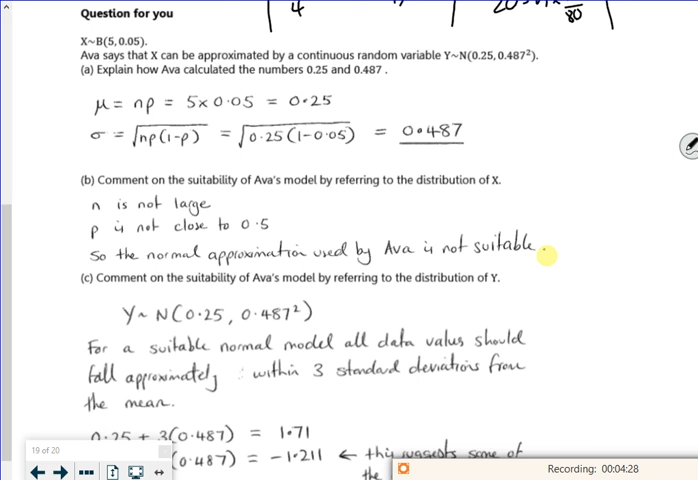 4
20
80
Question for you
X~B(5,0.05).
Ava says that X can be approximated by a continuous random variable Y~N(0.25,0.487²).
(a) Explain how Ava calculated the numbers 0.25 and 0.487 .
μ = np = 5×0.05 = 0.25
σ = √np(1-p) = √0.25(1-0.05) = 0.487
(b) Comment on the suitability of Ava's model by referring to the distribution of X.
n is not large
p is not close to 0.5
So the normal approximation used by Ava is not suitable.
(c) Comment on the suitability of Ava's model by referring to the distribution of Y.
Y~ N(0.25, 0.487²)
For a suitable normal model all data values should
fall approximately within 3 standard deviations from
the mean.
0.25 + 3(0.487) = 1.71
(0.487) = -1.211 ← this suggests some of
the
19 of 20
Recording: 00:04:28